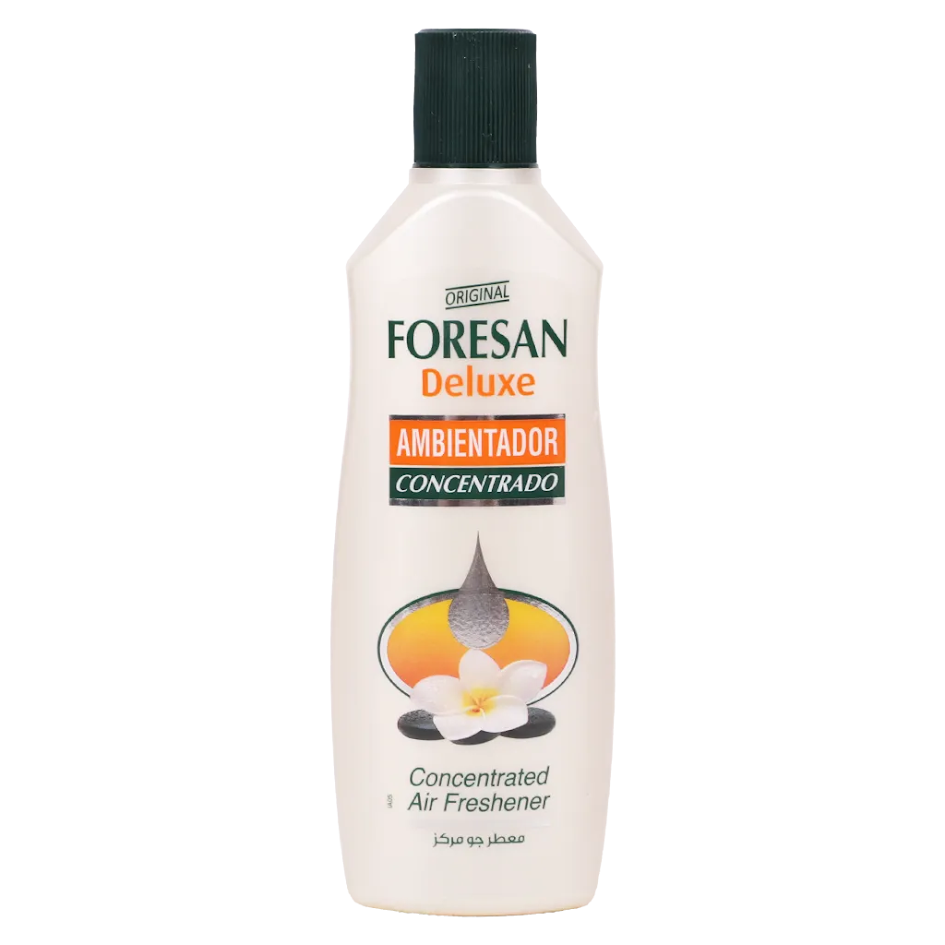 ORIGINAL
FORESAN
Deluxe
AMBIENTADOR
CONCENTRADO
Concentrated
Air Freshener
معطر جو مركز